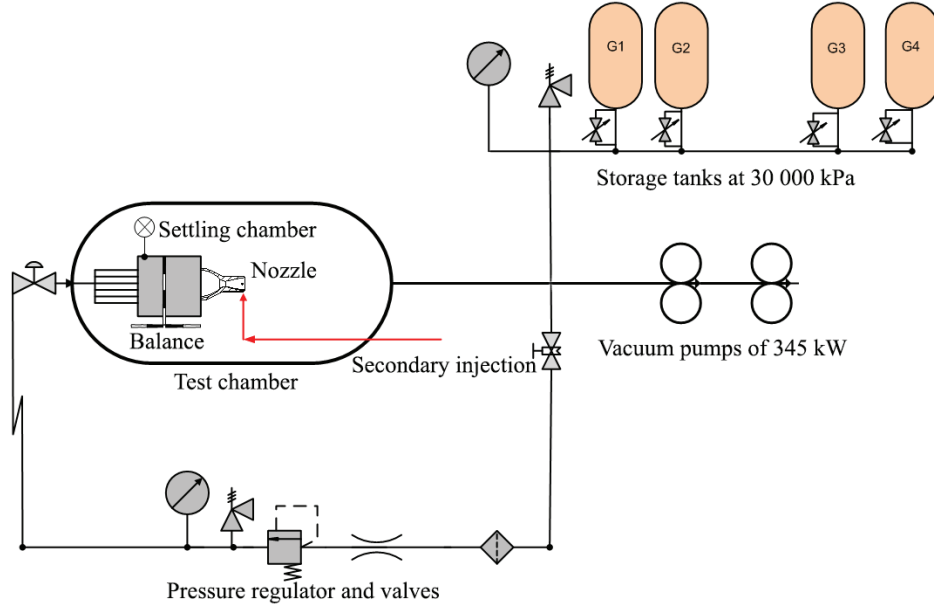 G1 G2 G3 G4
Storage tanks at 30 000 kPa
Settling chamber
Nozzle
Balance
Secondary injection
Vacuum pumps of 345 kW
Test chamber
Pressure regulator and valves